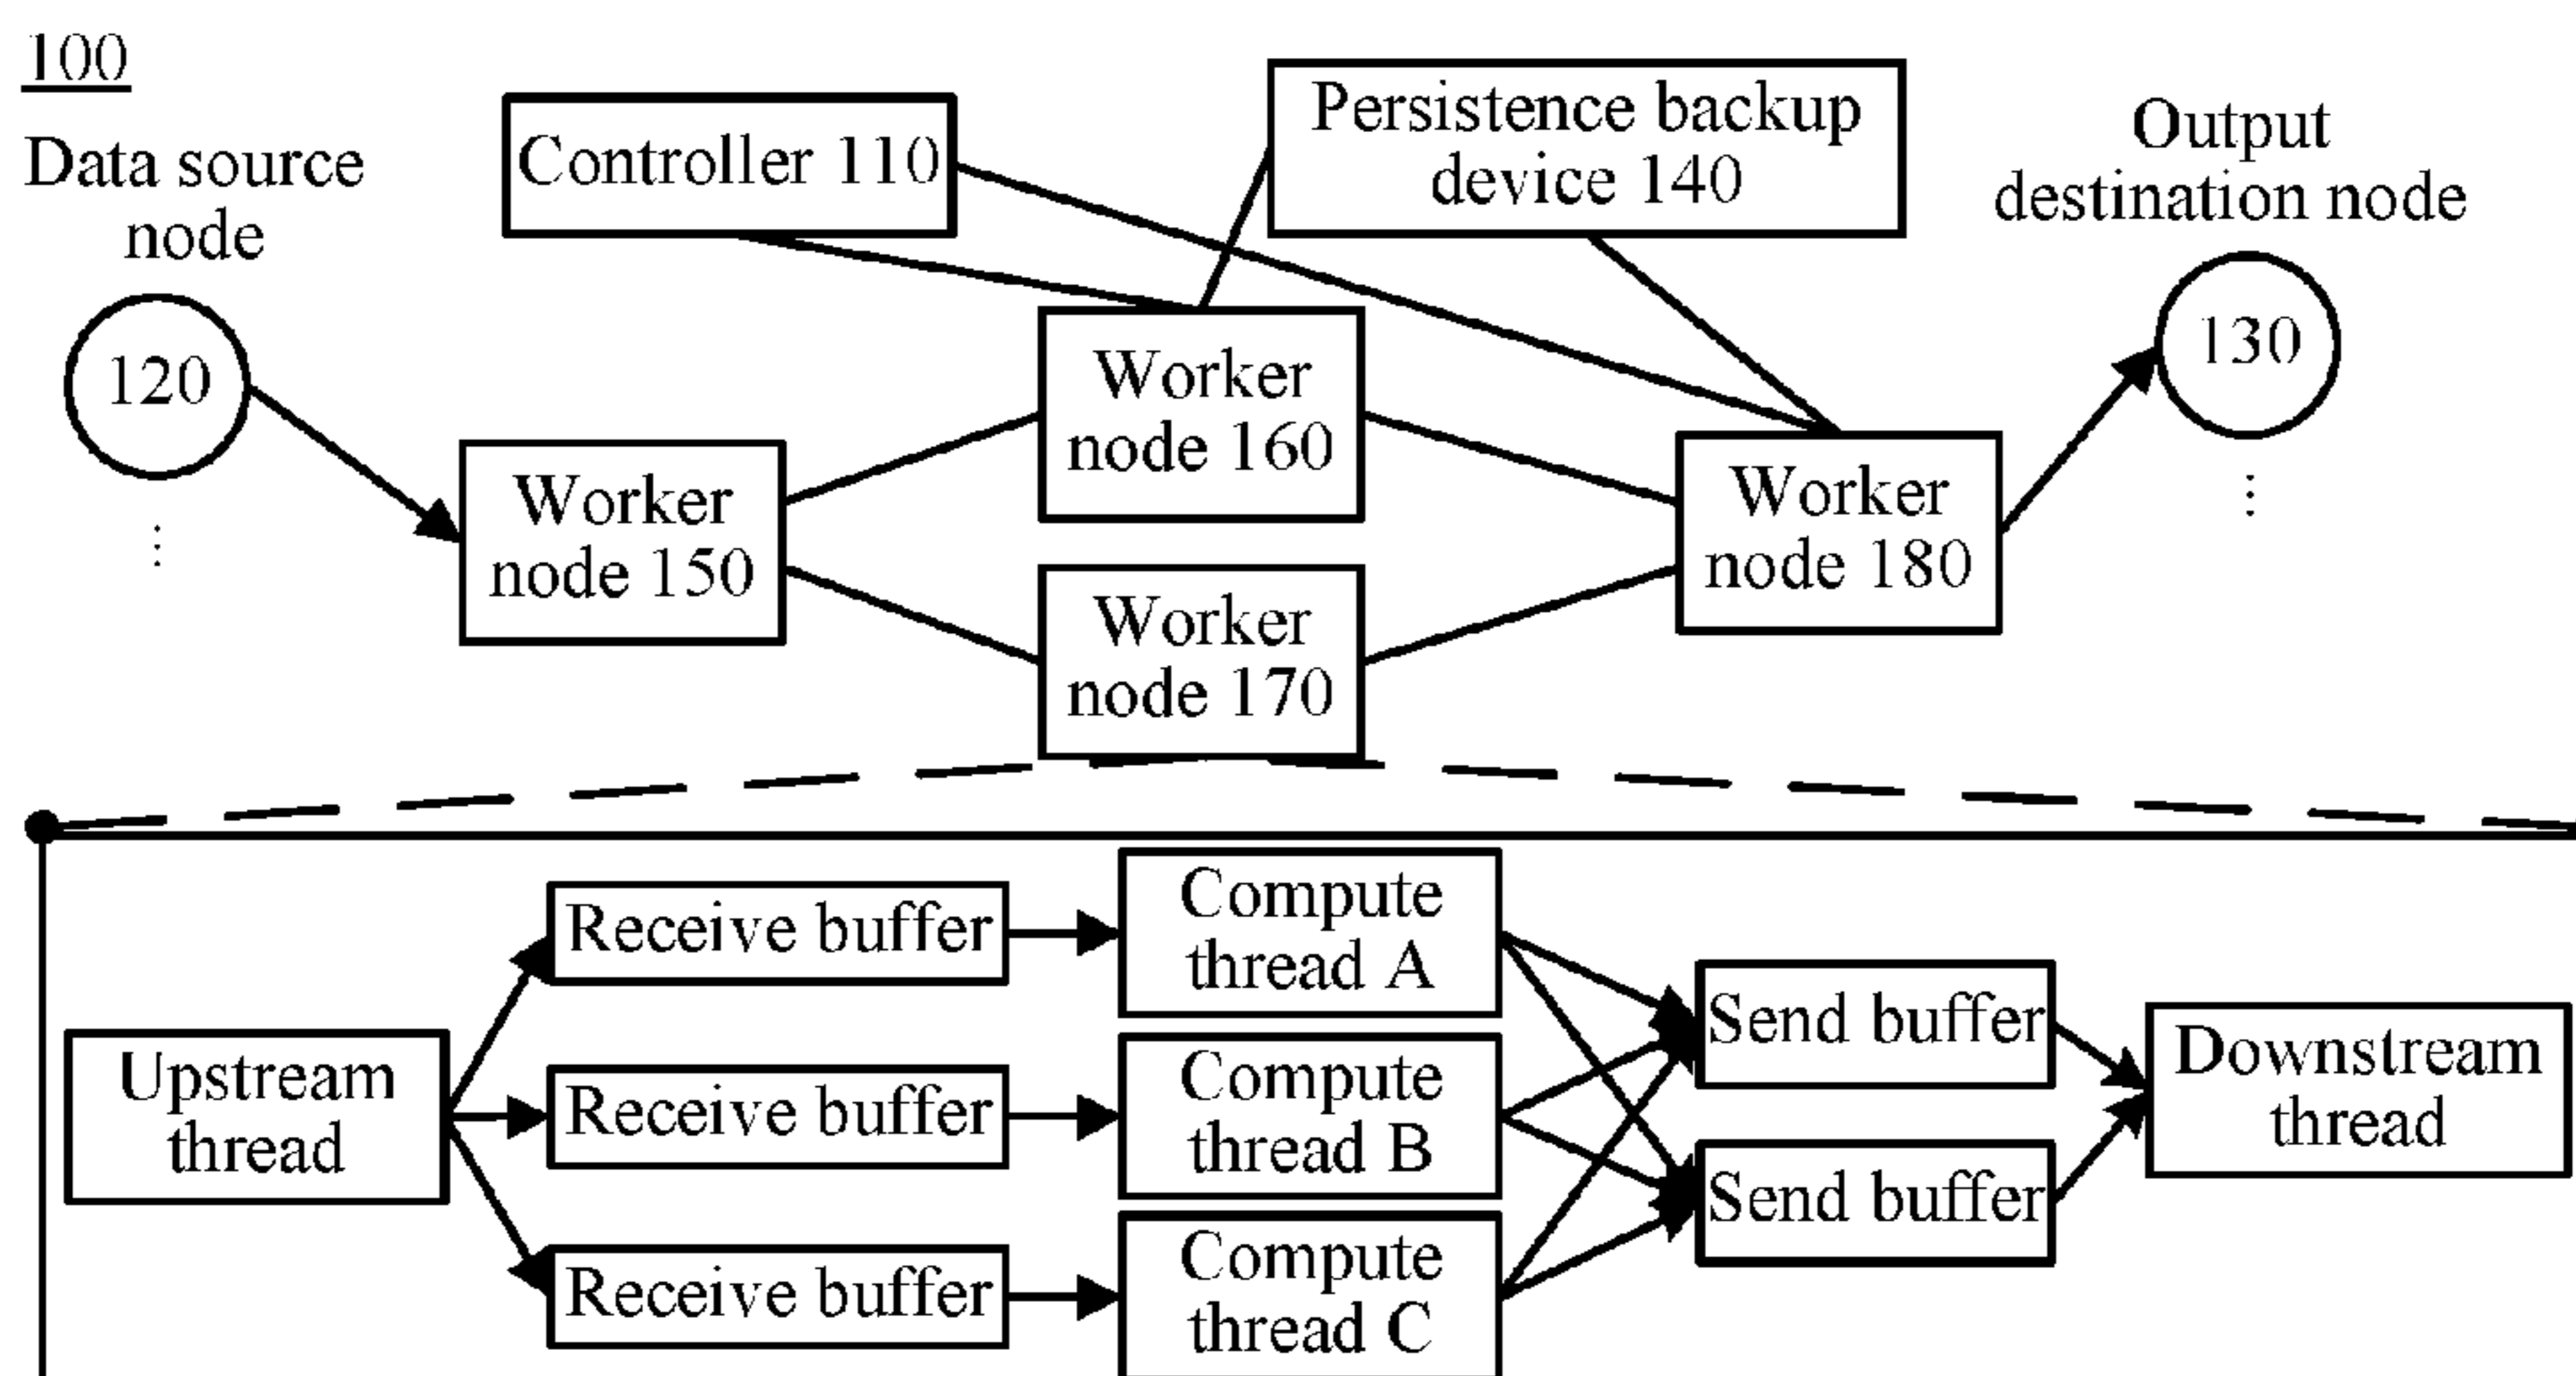 100
Data source
node
Controller 110
Persistence backup
device 140
Output
destination node
120
⋮
Worker
node 150
Worker
node 160
Worker
node 170
Worker
node 180
130
⋮
Upstream
thread
Receive buffer
Receive buffer
Receive buffer
Compute
thread A
Compute
thread B
Compute
thread C
Send buffer
Send buffer
Downstream
thread